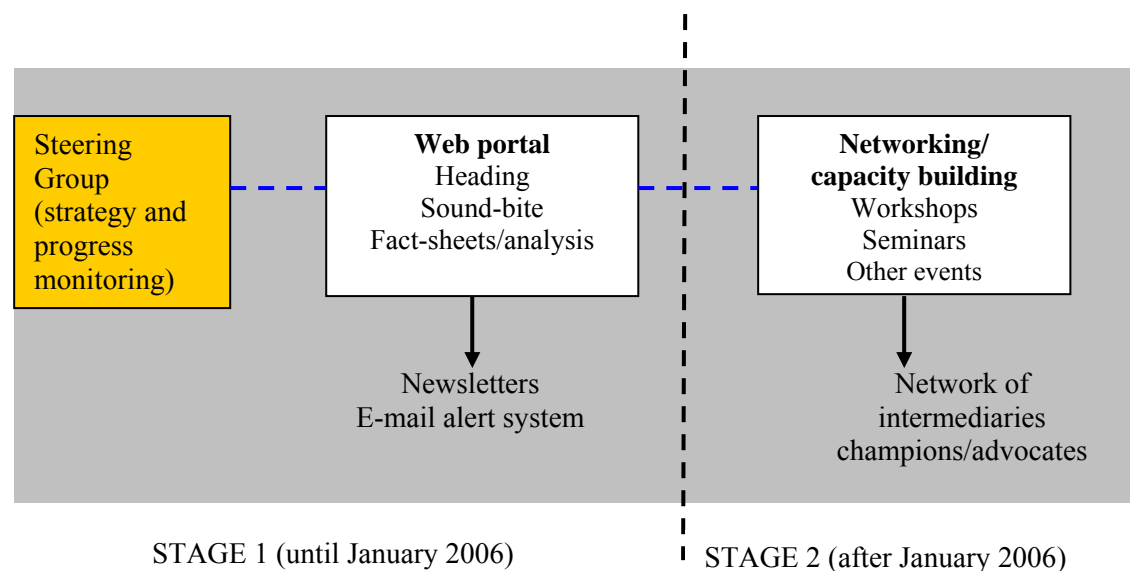 Steering
Group
(strategy and
progress
monitoring)
Web portal
Heading
Sound-bite
Fact-sheets/analysis
Networking/
capacity building
Workshops
Seminars
Other events
Newsletters
E-mail alert system
Network of
intermediaries
champions/advocates
STAGE 1 (until January 2006)
STAGE 2 (after January 2006)